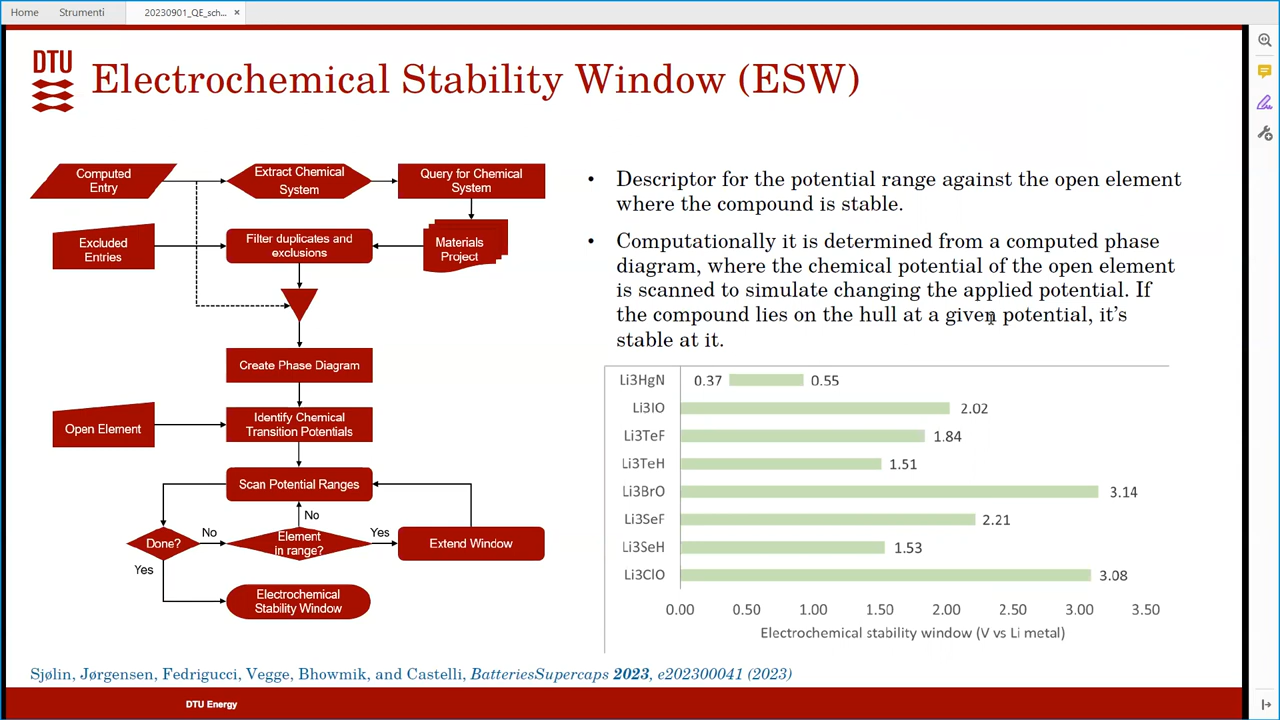 Home
Strumenti
20230901_QE_sch...
×
DTU
Electrochemical Stability Window (ESW)
Computed
Entry
Extract Chemical
System
Query for Chemical
System
Excluded
Entries
Filter duplicates and
exclusions
Materials
Project
Create Phase Diagram
Open Element
Identify Chemical
Transition Potentials
Scan Potential Ranges
No
Done?
No
Element
in range?
Yes
Extend Window
Yes
Electrochemical
Stability Window
• Descriptor for the potential range against the open element
where the compound is stable.
• Computationally it is determined from a computed phase
diagram, where the chemical potential of the open element
is scanned to simulate changing the applied potential. If
the compound lies on the hull at a given potential, it's
stable at it.
Li3HgN 0.37 0.55
Li3IO 2.02
Li3TeF 1.84
Li3TeH 1.51
Li3BrO 3.14
Li3SeF 2.21
Li3SeH 1.53
Li3ClO 3.08
0.00 0.50 1.00 1.50 2.00 2.50 3.00 3.50
Electrochemical stability window (V vs Li metal)
Sjølin, Jørgensen, Fedrigucci, Vegge, Bhowmik, and Castelli, BatteriesSupercaps 2023, e202300041 (2023)
DTU Energy